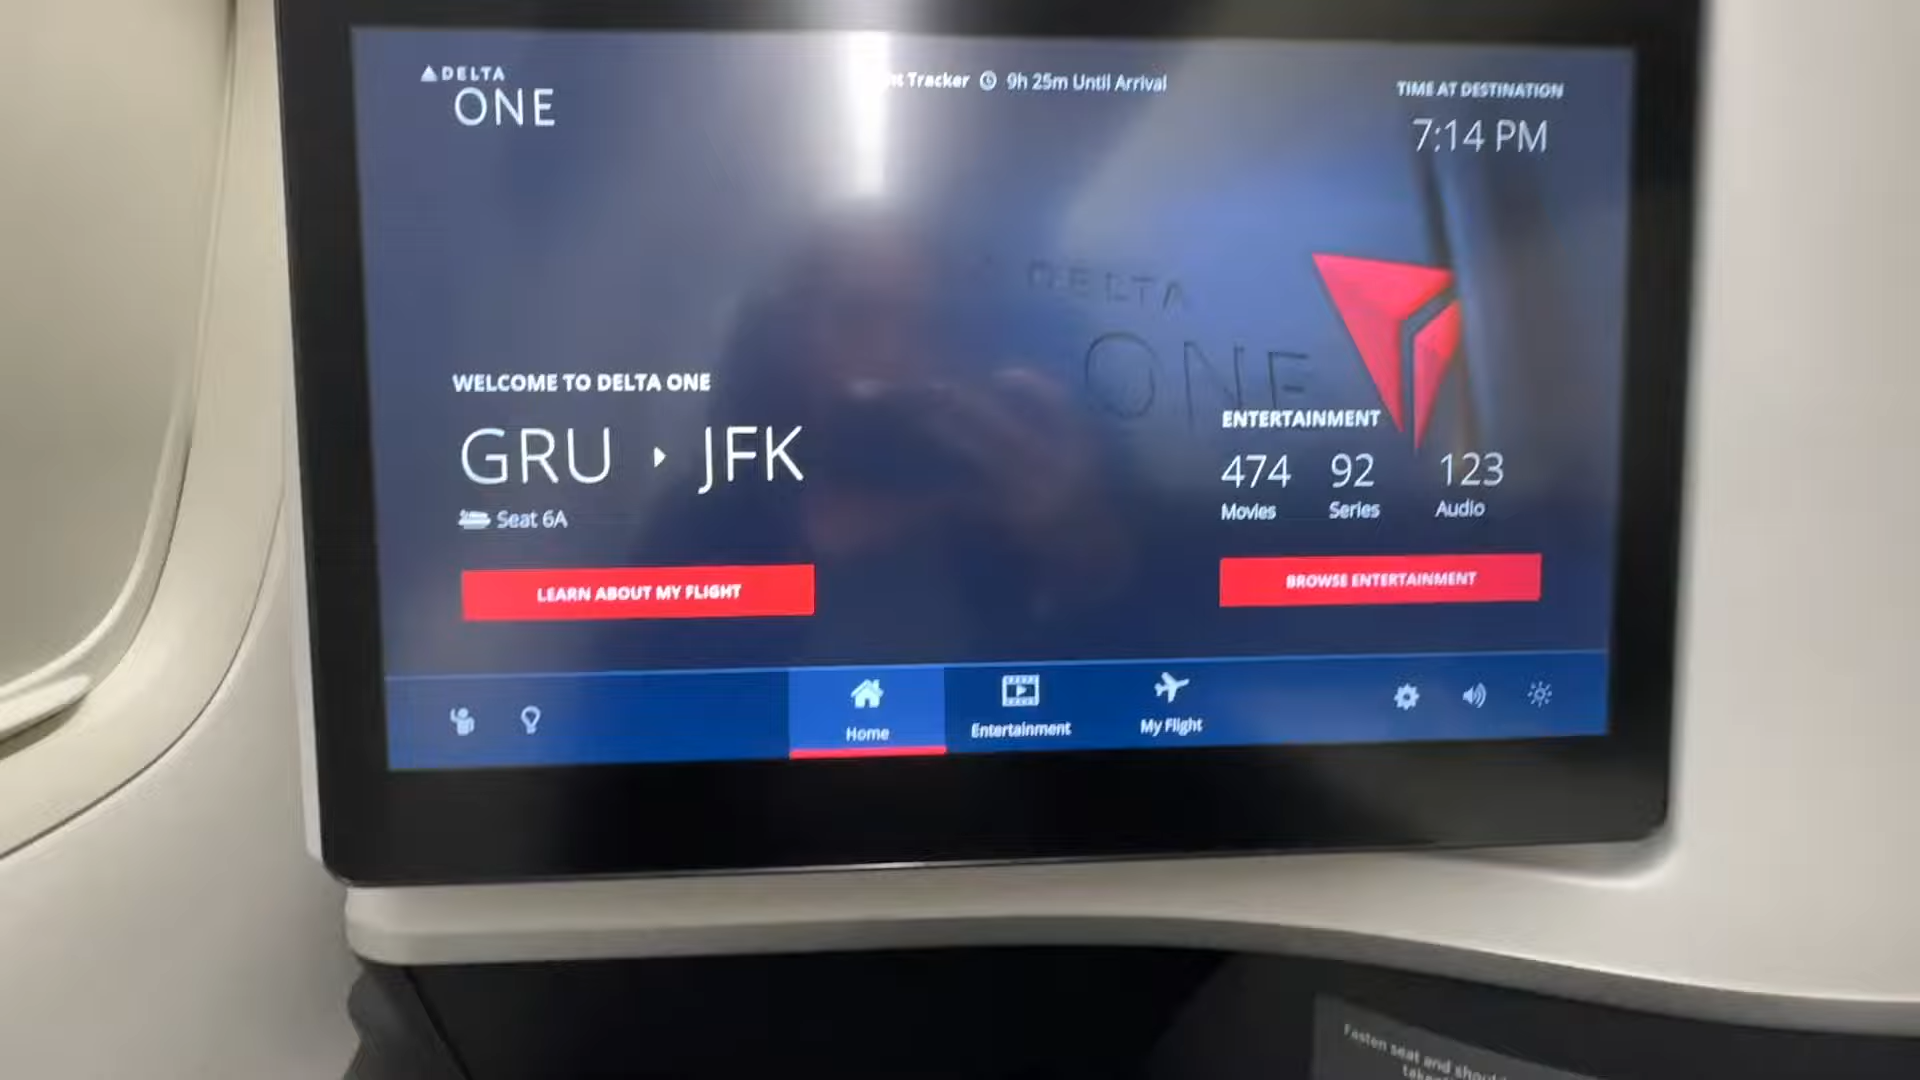 DELTA
ONE
Tracker 9h 25m Until Arrival
TIME AT DESTINATION
7:14 PM
DELTA
ONE
WELCOME TO DELTA ONE
GRU JFK
Seat 6A
LEARN ABOUT MY FLIGHT
ENTERTAINMENT
474 92 123
Movies Series Audio
BROWSE ENTERTAINMENT
Home
Entertainment
My Flight
Fasten seat and